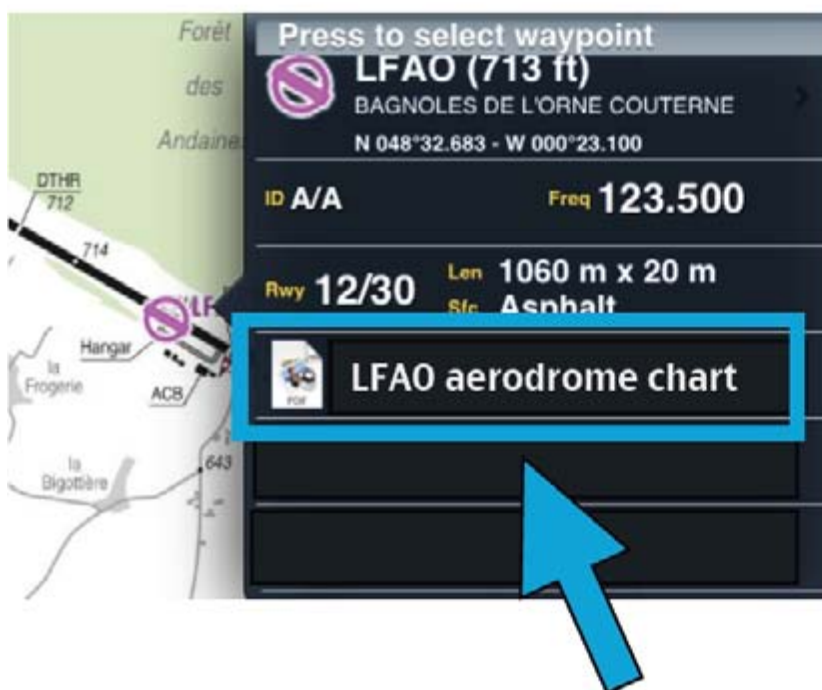 Forêt
des
Andaine
DTHR
712
714
Hangar
la
Frogerie
ACB
la
Bigottière
643
Press to select waypoint
LFAO (713 ft)
BAGNOLES DE L'ORNE COUTERNE
N 048°32.683 - W 000°23.100
ID A/A Freq 123.500
Rwy 12/30 Len 1060 m x 20 m
Sfc Asphalt
PDF
LFAO aerodrome chart